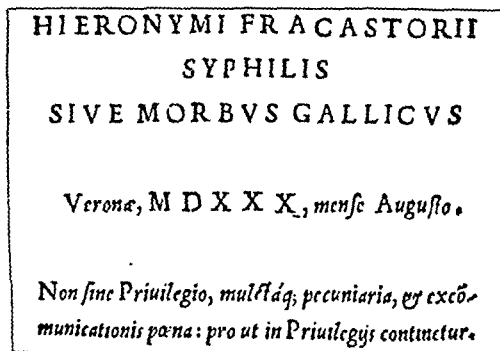 HIERONYMI FRACASTORII
SYPHILIS
SIVE MORBVS GALLICVS
Veronæ, M D X X X, menſe Auguſto.
Non ſine Priuilegio, mulctáq; pecuniaria, & excõ-
municationis pœna: pro ut in Priuilegijs continetur.